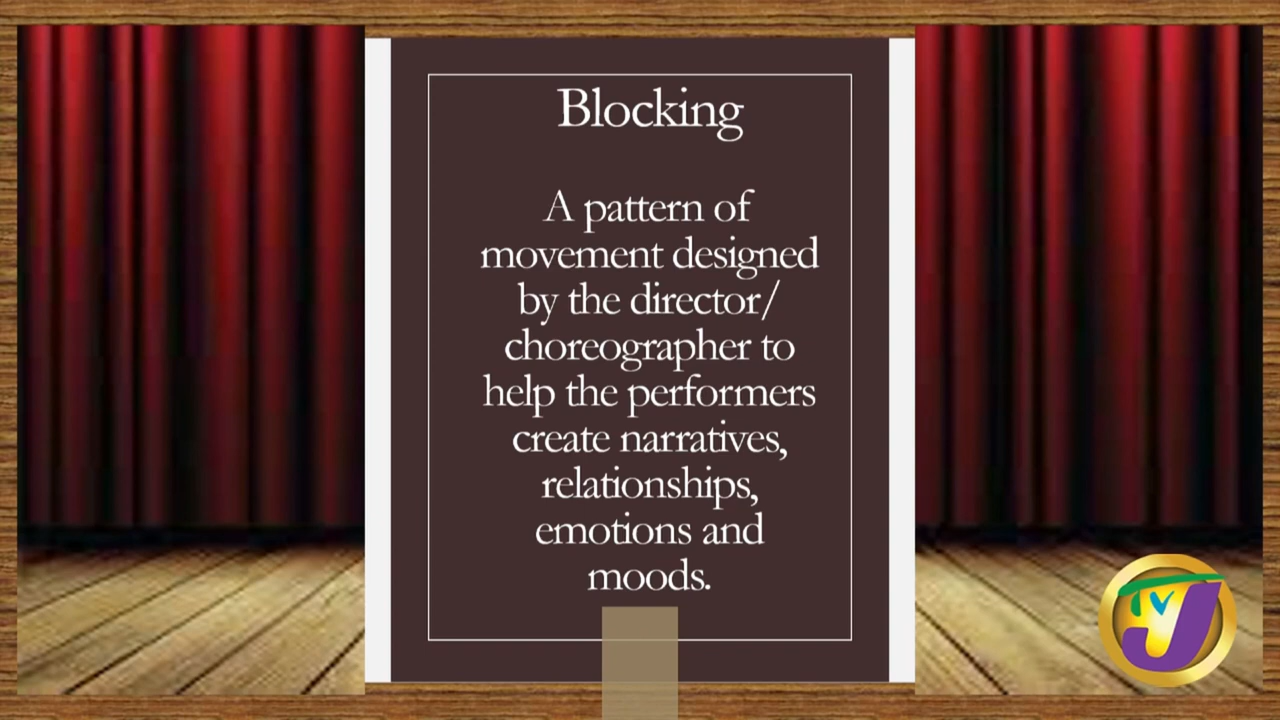 Blocking
A pattern of
movement designed
by the director/
choreographer to
help the performers
create narratives,
relationships,
emotions and
moods.
TVJ